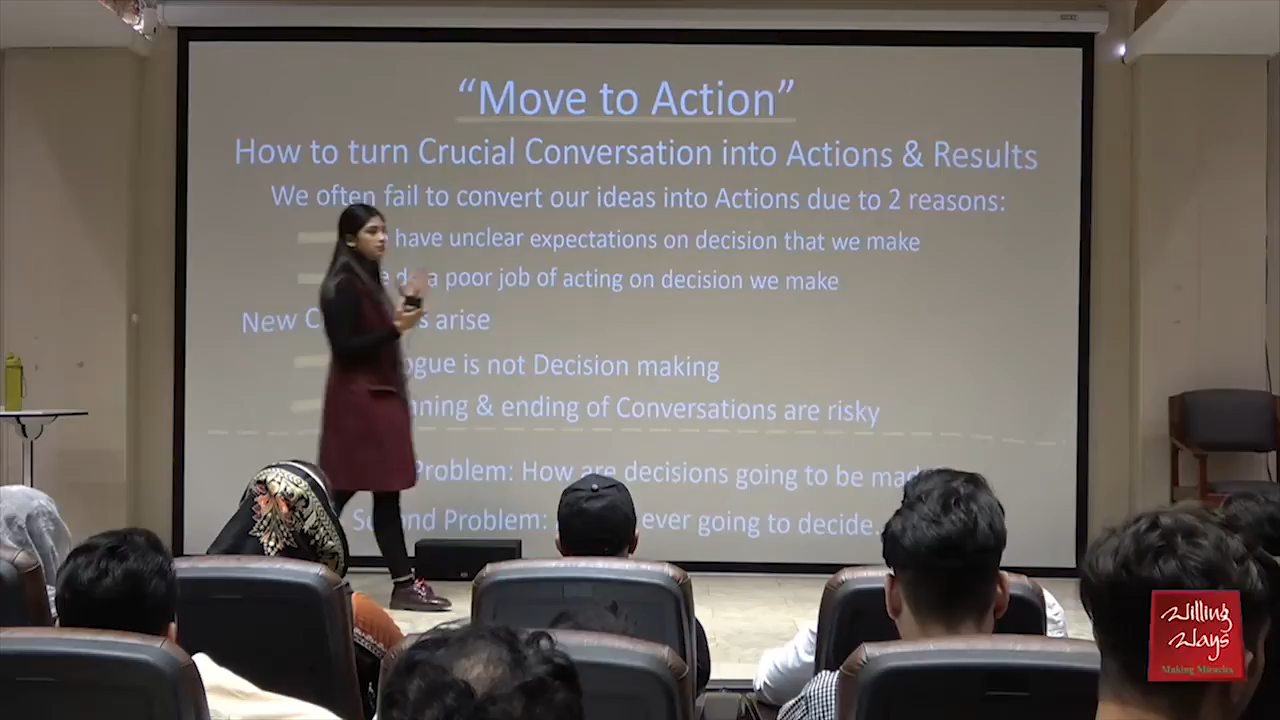 “Move to Action”
How to turn Crucial Conversation into Actions & Results
We often fail to convert our ideas into Actions due to 2 reasons:
have unclear expectations on decision that we make
a poor job of acting on decision we make
New arise
is not Decision making
& ending of Conversations are risky
Problem: How are decisions going to be
Problem: ever going to decide.
Willing
Ways
Making Miracles